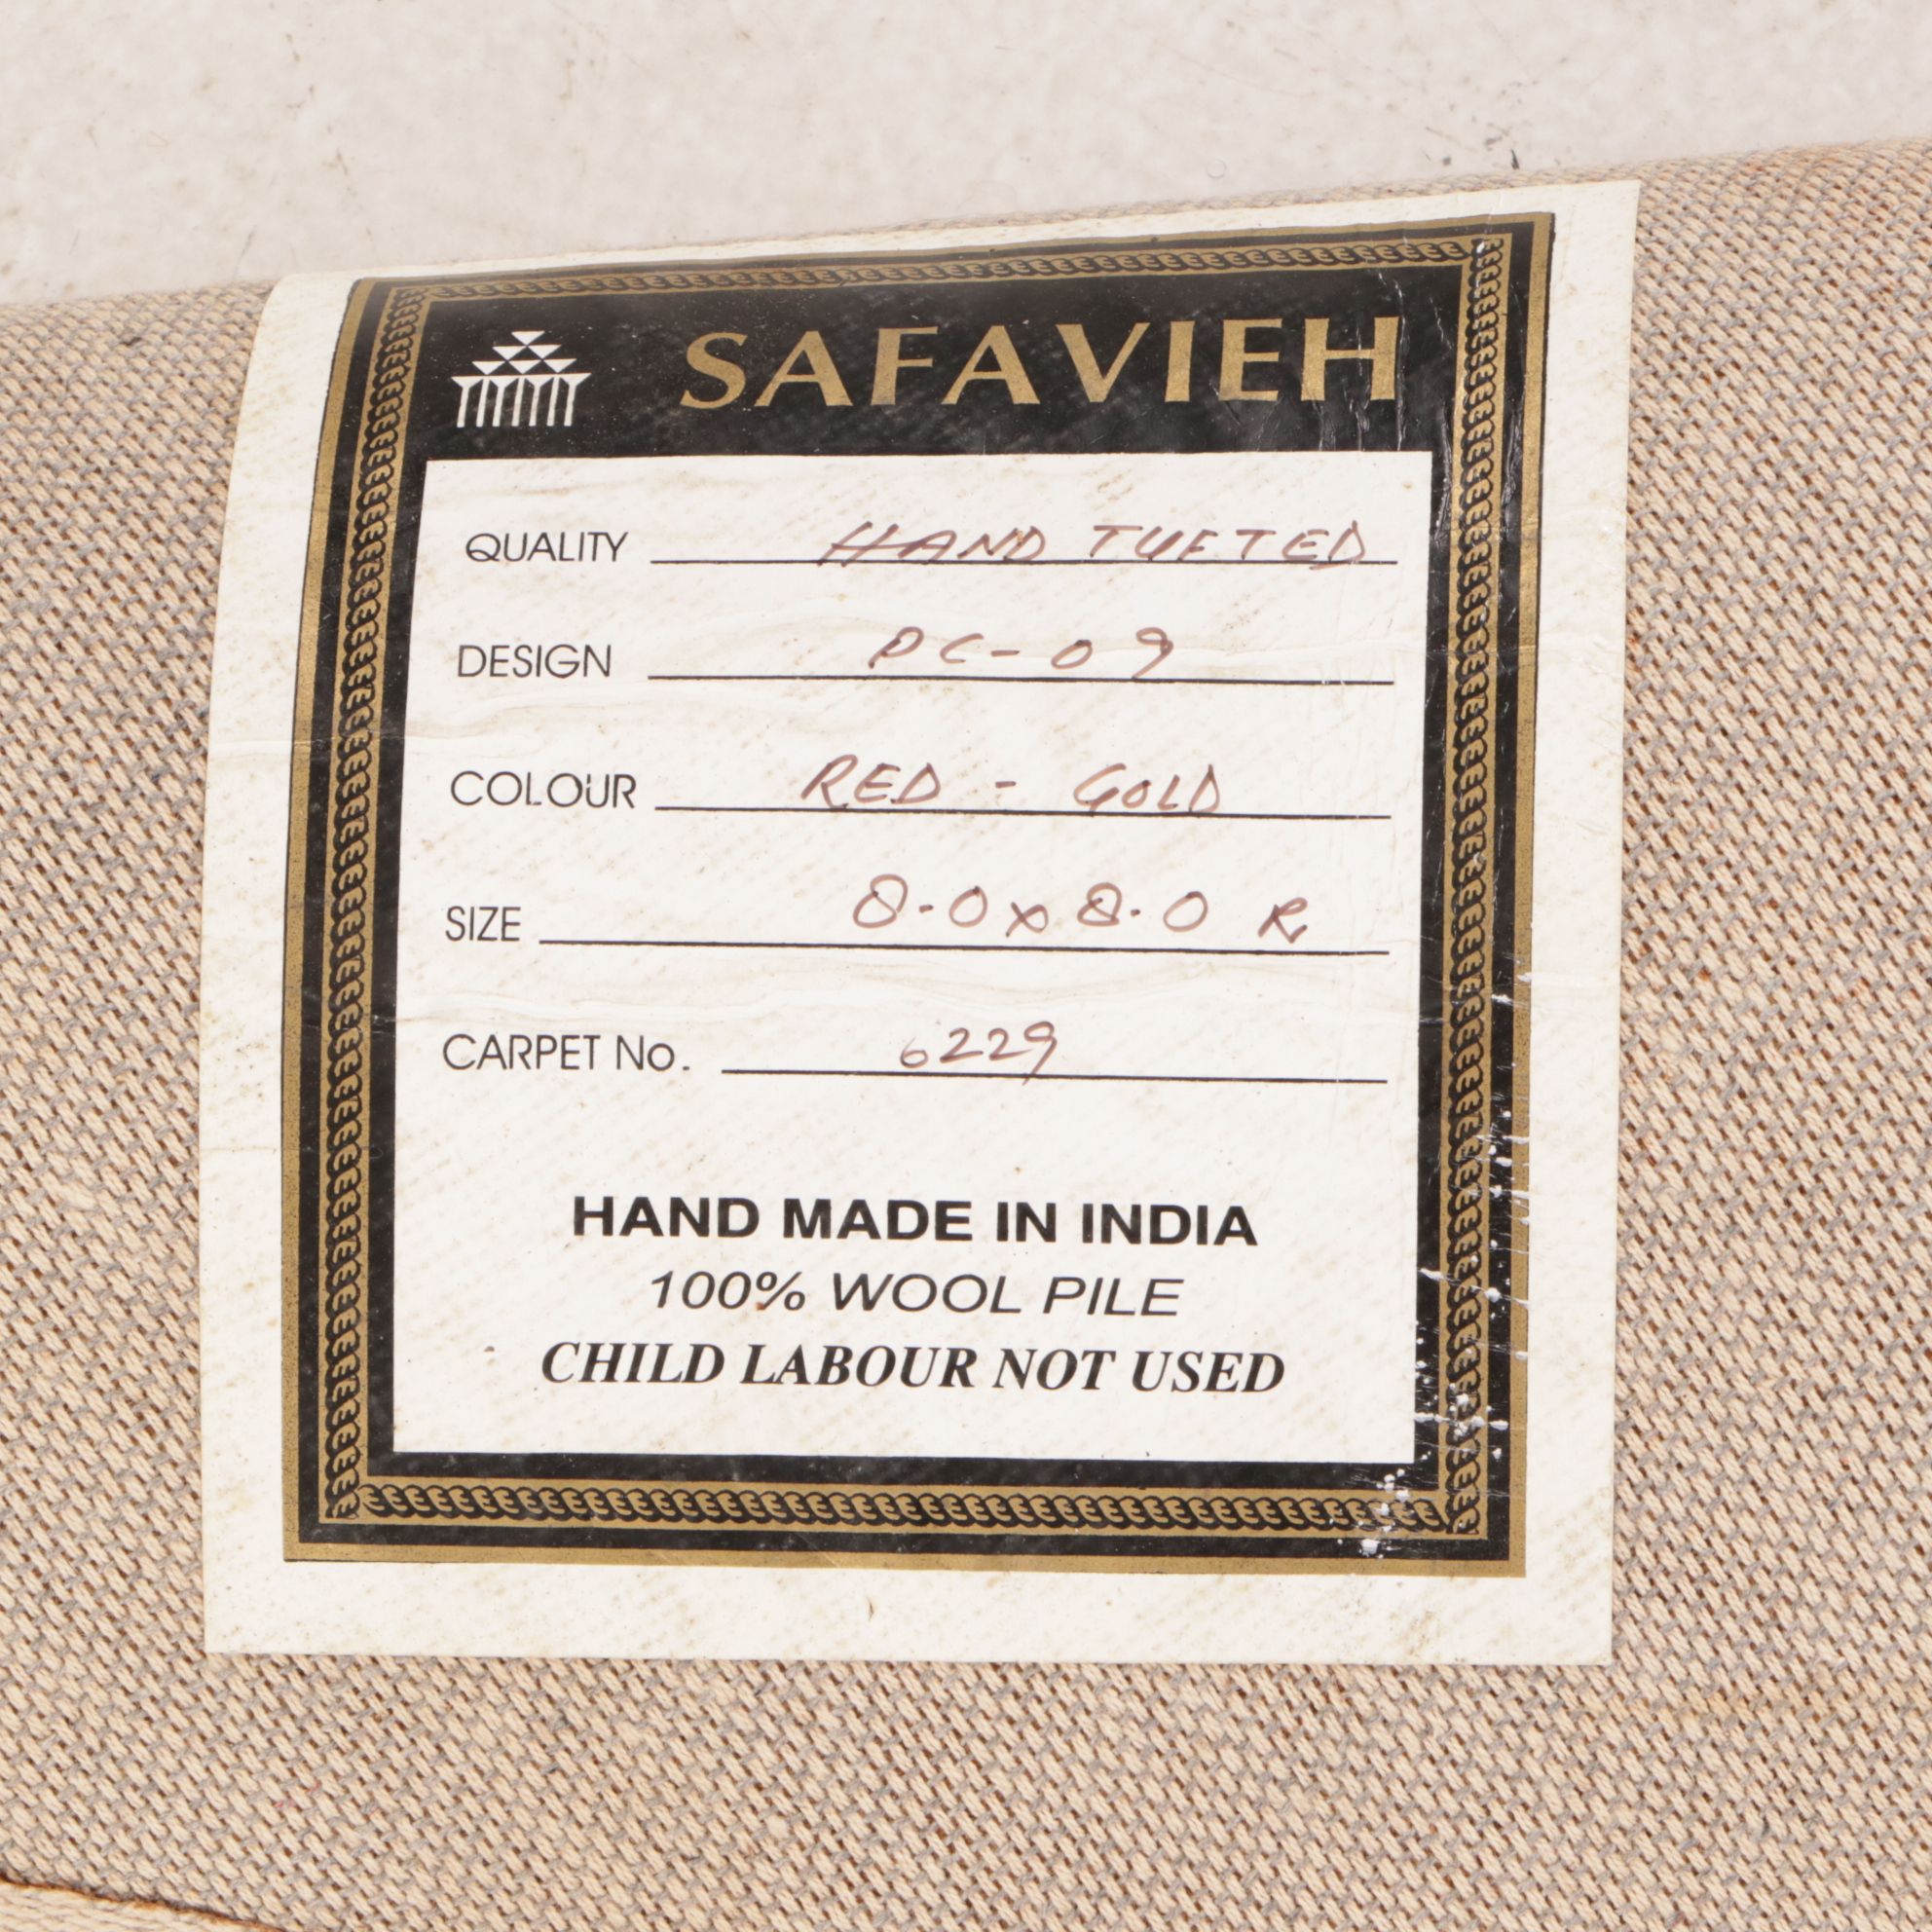 SAFAVIEH
QUALITY HAND TUFTED
DESIGN PC-09
COLOUR RED - GOLD
SIZE 8.0x8.0 R
CARPET No. 6229
HAND MADE IN INDIA
100% WOOL PILE
CHILD LABOUR NOT USED